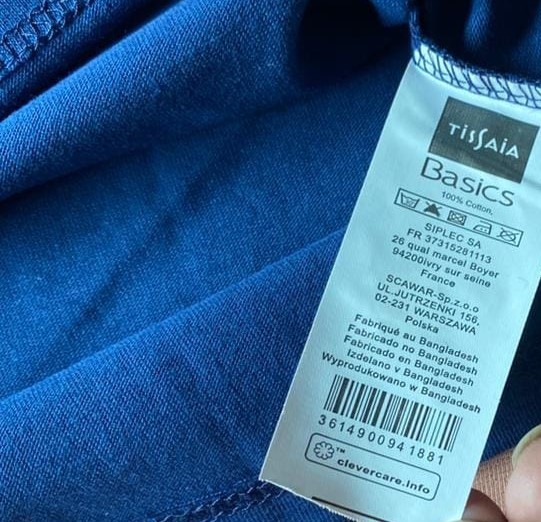 TiSSAiA
Basics
100% Cotton.
SIPLEC SA
FR 37315281113
26 quai marcel Boyer
94200ivry sur seine
France
SCAWAR-Sp.z.o.o
UL.JUTRZENKI 156,
02-231 WARSZAWA
Polska
Fabriqué au Bangladesh
Fabricado no Bangladesh
Fabricado en Bangladesh
Izdelano v Bangladesh
Wyprodukowano w Bangladesh
3614900941881
™
clevercare.info